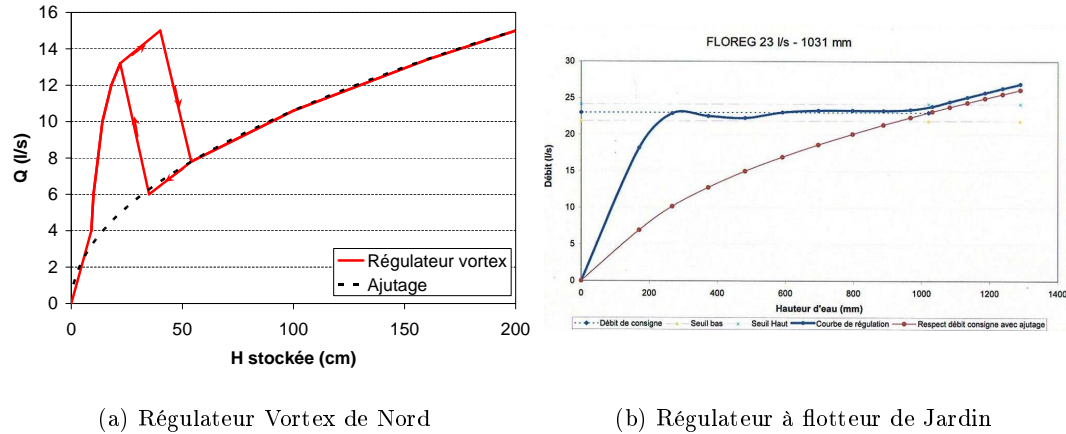 Q (l/s)
16
14
12
10
8
6
4
2
0
Régulateur vortex
Ajutage
0 50 100 150 200
H stockée (cm)
(a) Régulateur Vortex de Nord
FLOREG 23 l/s - 1031 mm
Débit (l/s)
30
25
20
15
10
5
0
0 200 400 600 800 1000 1200 1400
Hauteur d'eau (mm)
Débit de consigne Seuil bas Seuil Haut Courbe de régulation Respect débit consigne avec ajutage
(b) Régulateur à flotteur de Jardin